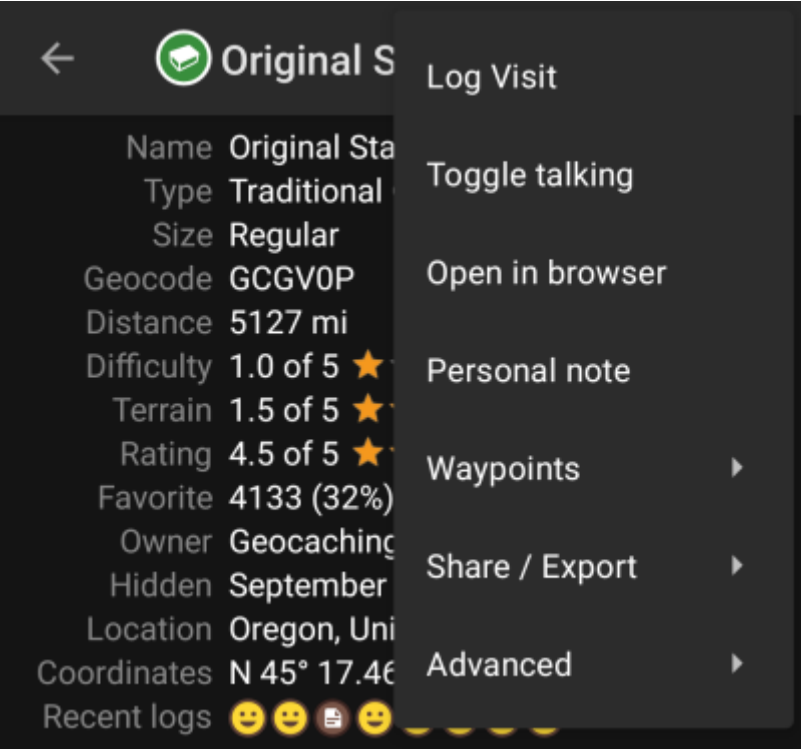 Original S
Name Original Sta
Type Traditional
Size Regular
Geocode GCGV0P
Distance 5127 mi
Difficulty 1.0 of 5
Terrain 1.5 of 5
Rating 4.5 of 5
Favorite 4133 (32%)
Owner Geocaching
Hidden September
Location Oregon, Uni
Coordinates N 45° 17.46
Recent logs
Log Visit
Toggle talking
Open in browser
Personal note
Waypoints
Share / Export
Advanced